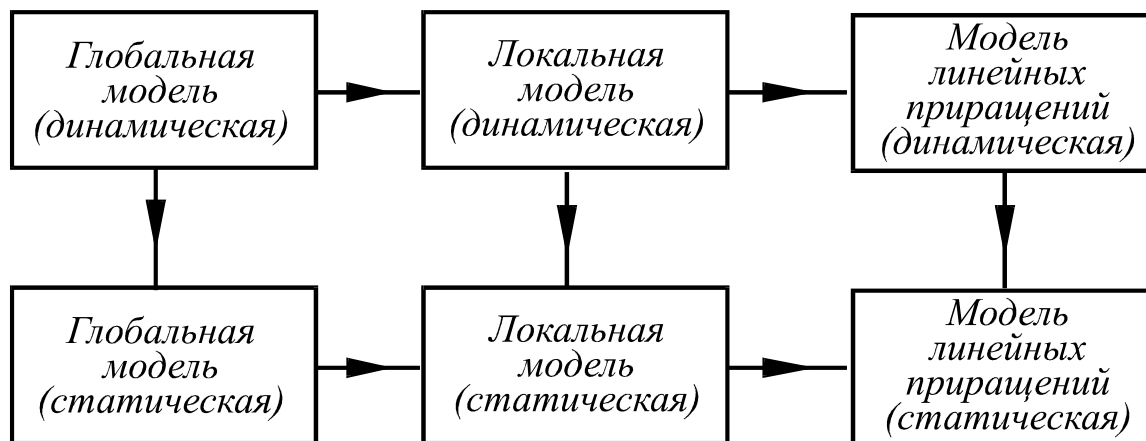 Глобальная
модель
(динамическая)
Локальная
модель
(динамическая)
Модель
линейных
приращений
(динамическая)
Глобальная
модель
(статическая)
Локальная
модель
(статическая)
Модель
линейных
приращений
(статическая)